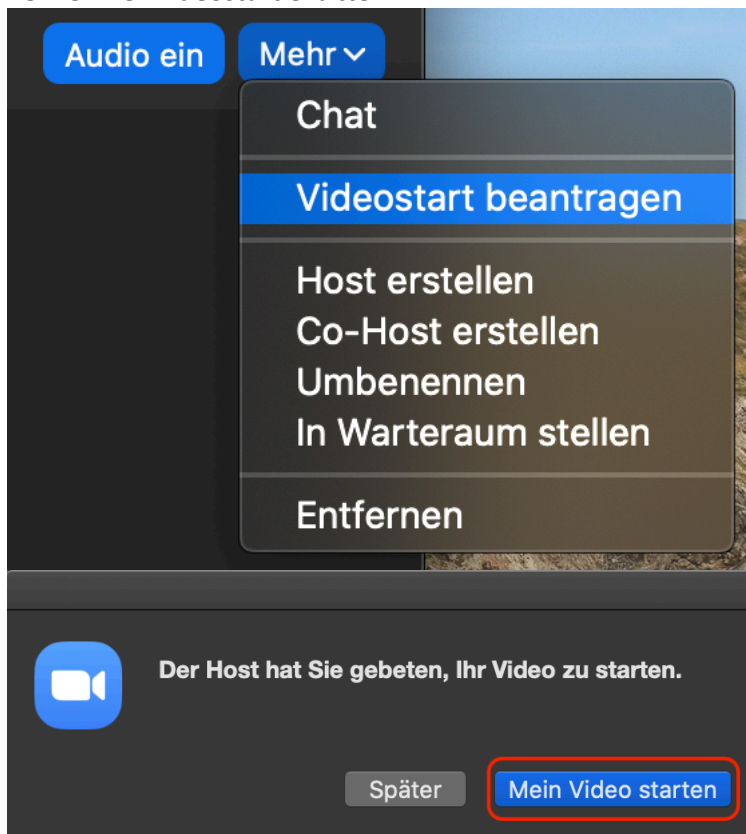 Audio ein Mehr
Chat
Videostart beantragen
Host erstellen
Co-Host erstellen
Umbenennen
In Warteraum stellen
Entfernen
Der Host hat Sie gebeten, Ihr Video zu starten.
Später Mein Video starten